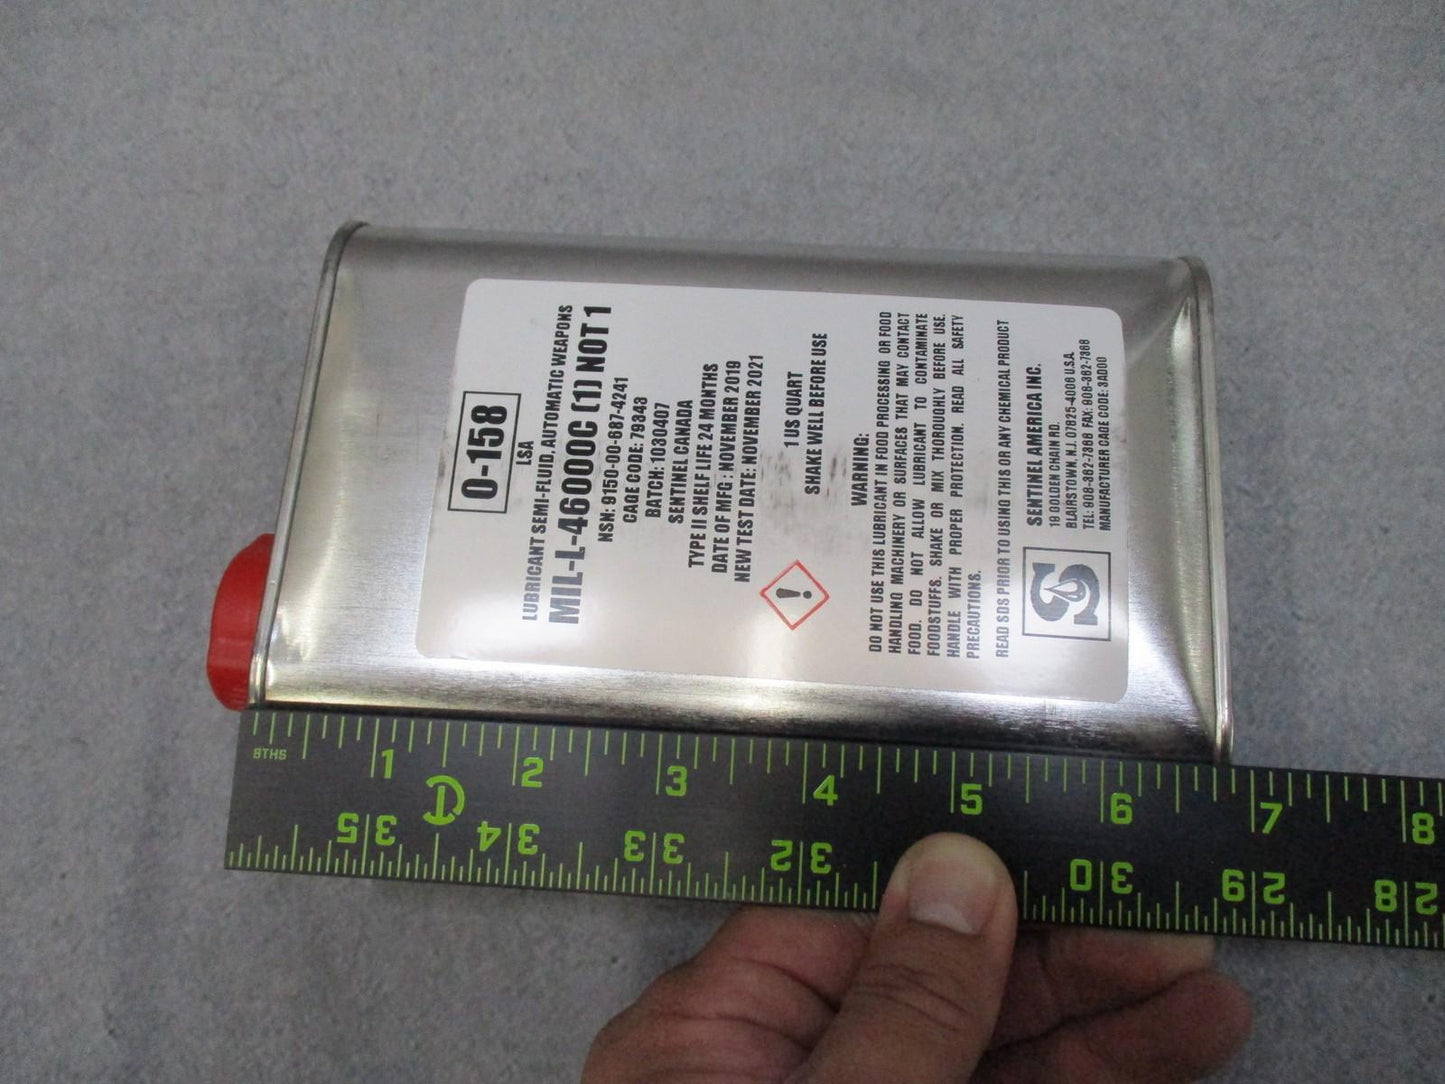 0-158
LSA
LUBRICANT SEMI-FLUID, AUTOMATIC WEAPONS
MIL-L-46000C (1) NOT 1
NSN: 9150-00-687-4241
CAGE CODE: 79343
BATCH: 1030407
SENTINEL CANADA
TYPE II SHELF LIFE 24 MONTHS
DATE OF MFG : NOVEMBER 2019
NEW TEST DATE: NOVEMBER 2021
1 US QUART
SHAKE WELL BEFORE USE
WARNING:
DO NOT USE THIS LUBRICANT IN FOOD PROCESSING OR FOOD
HANDLING MACHINERY OR SURFACES THAT MAY CONTACT
FOOD. DO NOT ALLOW LUBRICANT TO CONTAMINATE
FOODSTUFFS. SHAKE OR MIX THOROUGHLY BEFORE USE.
HANDLE WITH PROPER PROTECTION. READ ALL SAFETY
PRECAUTIONS.
READ SDS PRIOR TO USING THIS OR ANY CHEMICAL PRODUCT
SENTINEL AMERICA INC.
19 GOLDEN CHAIN RD.
BLAIRSTOWN, N.J. 07825-4006 U.S.A.
TEL: 908-362-7388 FAX: 908-362-7388
MANUFACTURER CAGE CODE: 3AD00
S
8THS
1 2 3 4 5 6 7 8
35 34 33 32 30 29 28